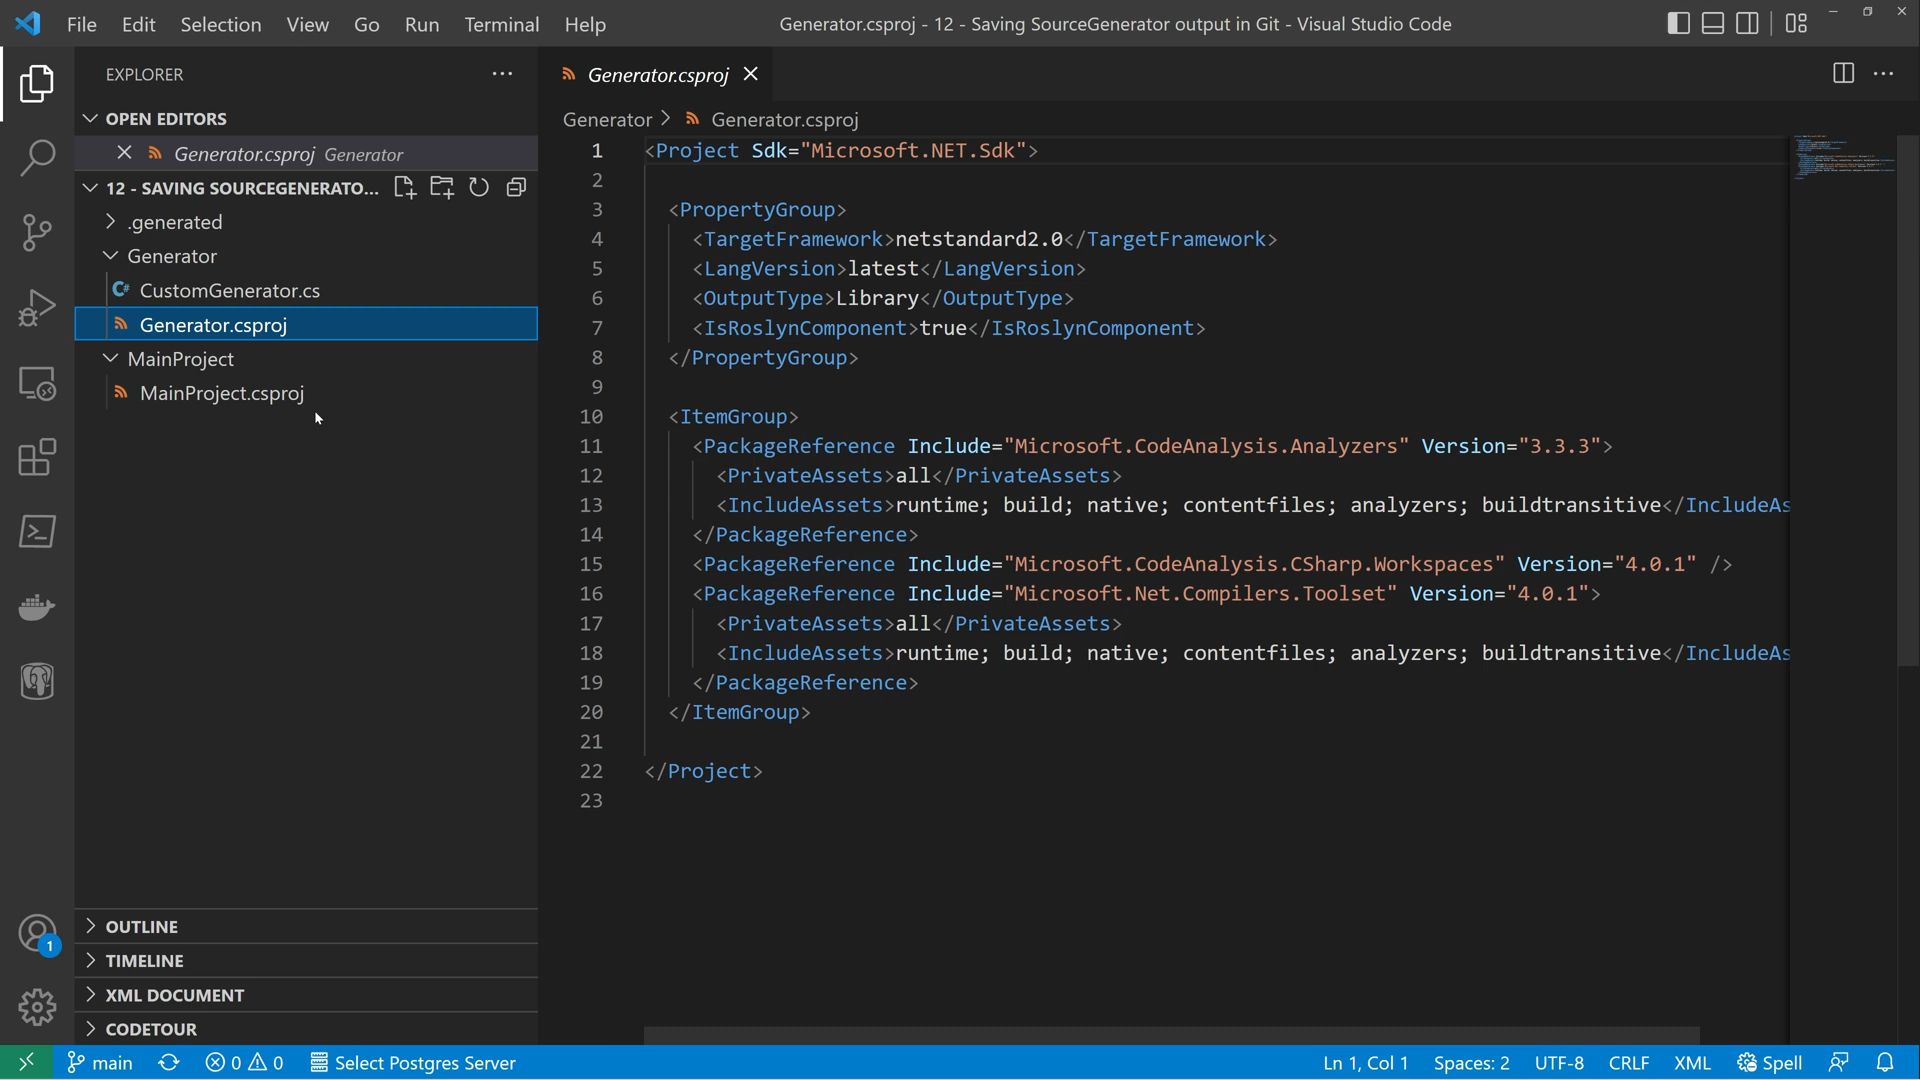 File Edit Selection View Go Run Terminal Help
Generator.csproj - 12 - Saving SourceGenerator output in Git - Visual Studio Code
EXPLORER
OPEN EDITORS
Generator.csproj Generator
12 - SAVING SOURCEGENERATO...
.generated
Generator
CustomGenerator.cs
Generator.csproj
MainProject
MainProject.csproj
OUTLINE
TIMELINE
XML DOCUMENT
CODETOUR
1
Generator.csproj
Generator > Generator.csproj
1 <Project Sdk="Microsoft.NET.Sdk">
2
3 <PropertyGroup>
4 <TargetFramework>netstandard2.0</TargetFramework>
5 <LangVersion>latest</LangVersion>
6 <OutputType>Library</OutputType>
7 <IsRoslynComponent>true</IsRoslynComponent>
8 </PropertyGroup>
9
10 <ItemGroup>
11 <PackageReference Include="Microsoft.CodeAnalysis.Analyzers" Version="3.3.3">
12 <PrivateAssets>all</PrivateAssets>
13 <IncludeAssets>runtime; build; native; contentfiles; analyzers; buildtransitive</IncludeAs
14 </PackageReference>
15 <PackageReference Include="Microsoft.CodeAnalysis.CSharp.Workspaces" Version="4.0.1" />
16 <PackageReference Include="Microsoft.Net.Compilers.Toolset" Version="4.0.1">
17 <PrivateAssets>all</PrivateAssets>
18 <IncludeAssets>runtime; build; native; contentfiles; analyzers; buildtransitive</IncludeAs
19 </PackageReference>
20 </ItemGroup>
21
22 </Project>
23
main 0 0 Select Postgres Server Ln 1, Col 1 Spaces: 2 UTF-8 CRLF XML Spell